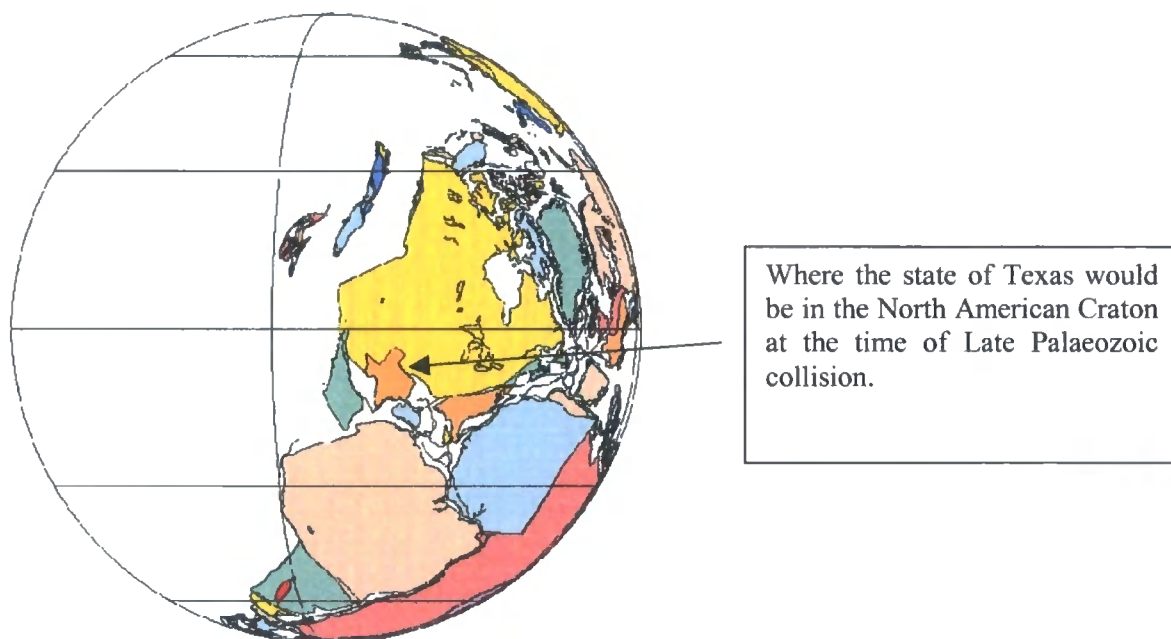 Where the state of Texas would
be in the North American Craton
at the time of Late Palaeozoic
collision.